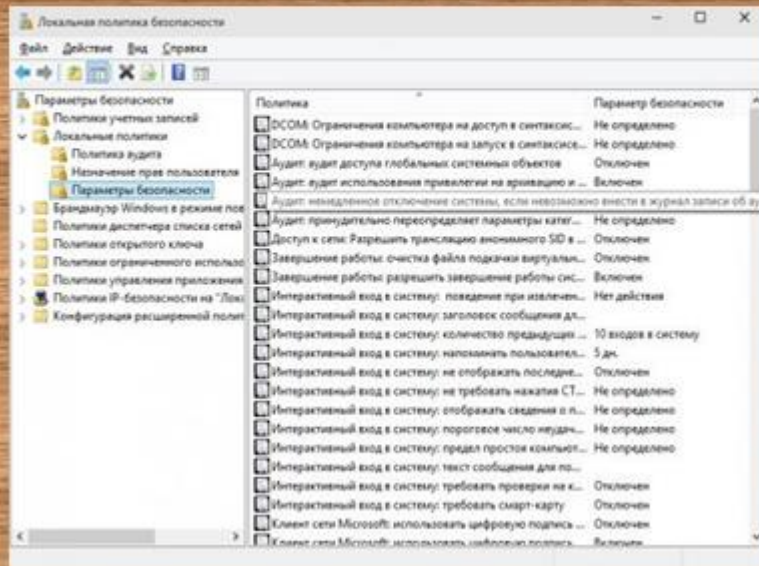 Локальная политика безопасности
Файл Действие Вид Справка
Параметры безопасности
Политики учетных записей
Локальные политики
Политика аудита
Назначение прав пользователя
Параметры безопасности
Брандмауэр Windows в режиме пов
Политики диспетчера списка сетей
Политики открытого ключа
Политики ограниченного использо
Политики управления приложения
Политики IP-безопасности на "Лока
Конфигурация расширенной полит
Политика Параметр безопасности
DCOM: Ограничения компьютера на доступ в синтаксис... Не определено
DCOM: Ограничения компьютера на запуск в синтаксисе... Не определено
Аудит: аудит доступа глобальных системных объектов Отключен
Аудит: аудит использования привилегии на архивацию и ... Включен
Аудит: немедленное отключение системы, если невозможно внести в журнал записи об ау
Аудит: принудительно переопределяет параметры катег... Не определено
Доступ к сети: Разрешить трансляцию анонимного SID в ... Отключен
Завершение работы: очистка файла подкачки виртуальн... Отключен
Завершение работы: разрешить завершение работы сис... Включен
Интерактивный вход в систему: поведение при извлечен... Нет действия
Интерактивный вход в систему: заголовок сообщения дл...
Интерактивный вход в систему: количество предыдущих ... 10 входов в систему
Интерактивный вход в систему: напоминать пользовател... 5 дн.
Интерактивный вход в систему: не отображать последне... Отключен
Интерактивный вход в систему: не требовать нажатия CT... Не определено
Интерактивный вход в систему: отображать сведения о п... Не определено
Интерактивный вход в систему: пороговое число неудач... Не определено
Интерактивный вход в систему: предел простоя компьют... Не определено
Интерактивный вход в систему: текст сообщения для по...
Интерактивный вход в систему: требовать проверки на к... Отключен
Интерактивный вход в систему: требовать смарт-карту Отключен
Клиент сети Microsoft: использовать цифровую подпись ... Отключен
Клиент сети Microsoft: использовать цифровую подпись Включен